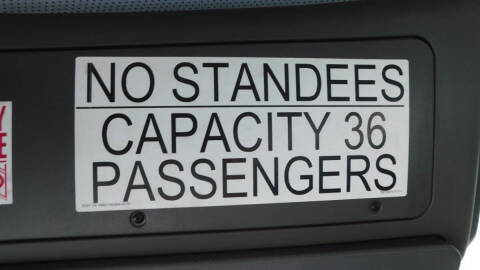 NO STANDEES
CAPACITY 36
PASSENGERS